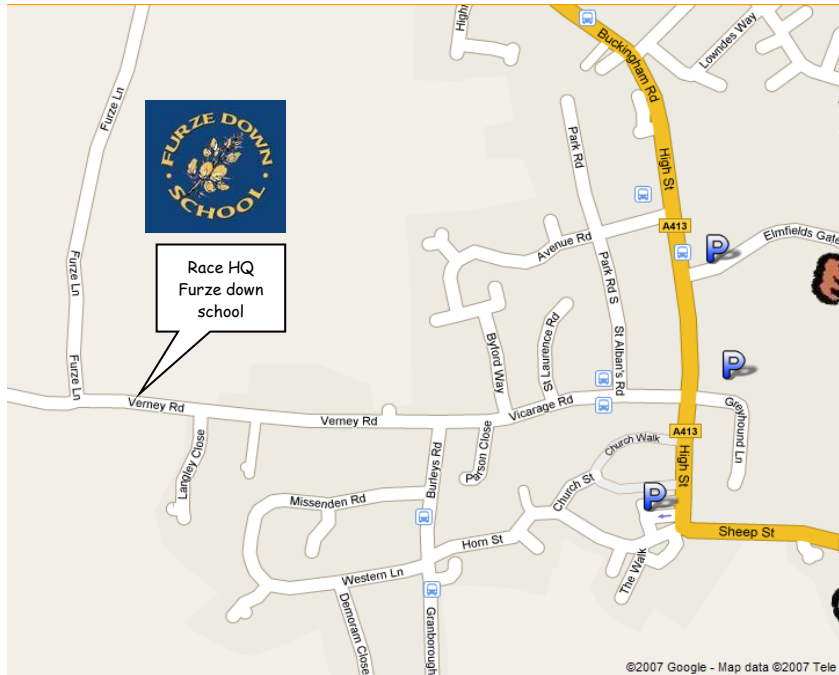 Furze Ln
Furze Ln
Furze Ln
FURZE DOWN
SCHOOL
Race HQ
Furze down
school
Verney Rd
Verney Rd
Vicarage Rd
Langley Close
Missenden Rd
Burleys Rd
Parson Close
Byford Way
St Laurence Rd
Avenue Rd
Park Rd
Park Rd S
St Alban's Rd
Buckingham Rd
Lowndes Way
High St
A413
P
Elmfields Gate
P
Greyhound Ln
A413
High St
Church Walk
Church St
P
Horn St
Western Ln
Demoram Close
Granborough
The Walk
Sheep St
©2007 Google - Map data ©2007 Tele